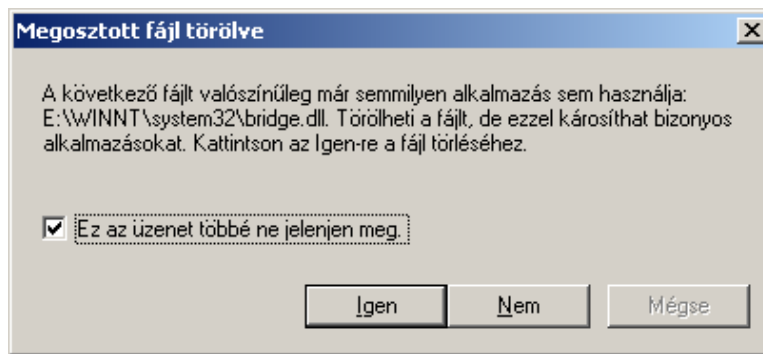 Megosztott fájl törölve
A következő fájlt valószínűleg már semmilyen alkalmazás sem használja:
E:\WINNT\system32\bridge.dll. Törölheti a fájlt, de ezzel károsíthat bizonyos
alkalmazásokat. Kattintson az Igen-re a fájl törléséhez.
Ez az üzenet többé ne jelenjen meg.
Igen
Nem
Mégse